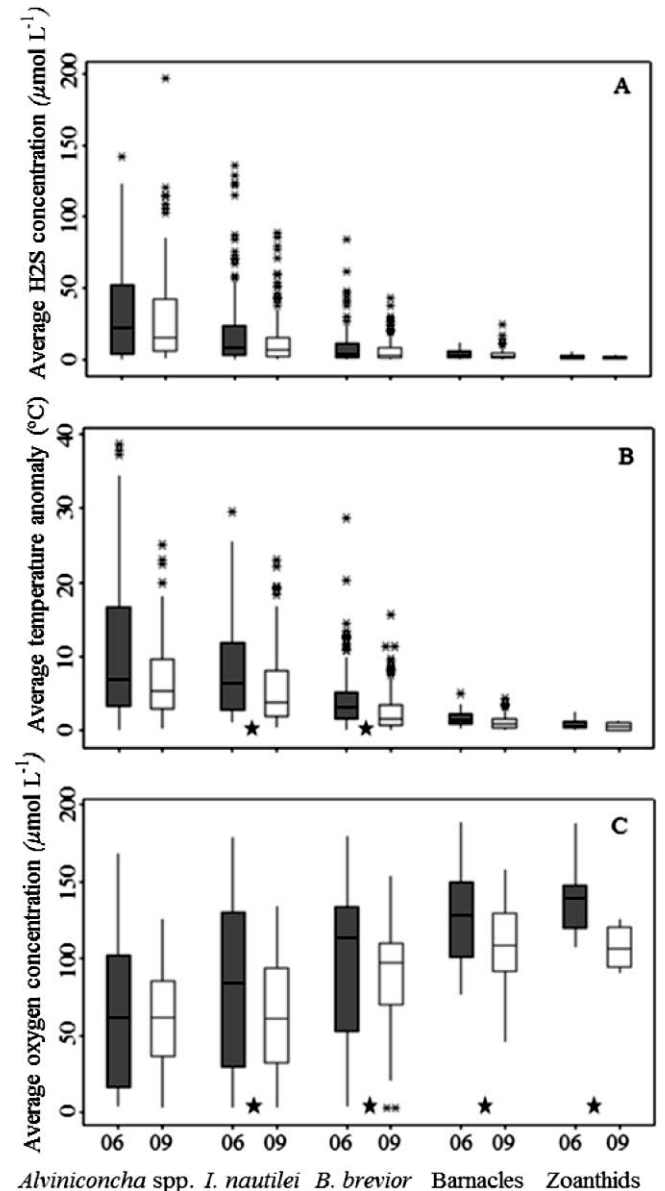 Average H2S concentration (µmol L⁻¹)
200
150
100
50
0
A
Average temperature anomaly (ºC)
40
30
20
10
0
B
Average oxygen concentration (µmol L⁻¹)
200
150
100
50
0
C
06 09 06 09 06 09 06 09 06 09
Alviniconcha spp. I. nautilei B. brevior Barnacles Zoanthids